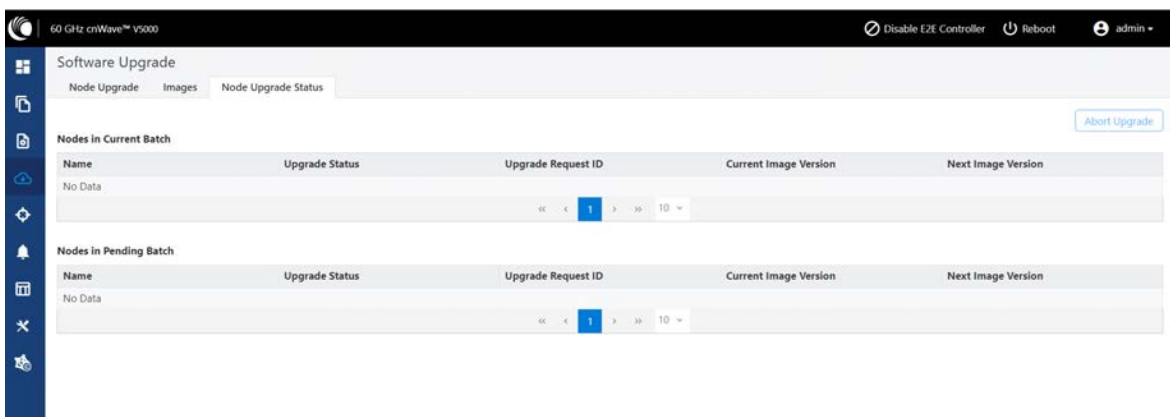 60 GHz cnWave™ V5000 Disable E2E Controller Reboot admin
Software Upgrade
Node Upgrade Images Node Upgrade Status
Abort Upgrade
Nodes in Current Batch
Name Upgrade Status Upgrade Request ID Current Image Version Next Image Version
No Data
« ‹ 1 › » 10
Nodes in Pending Batch
Name Upgrade Status Upgrade Request ID Current Image Version Next Image Version
No Data
« ‹ 1 › » 10